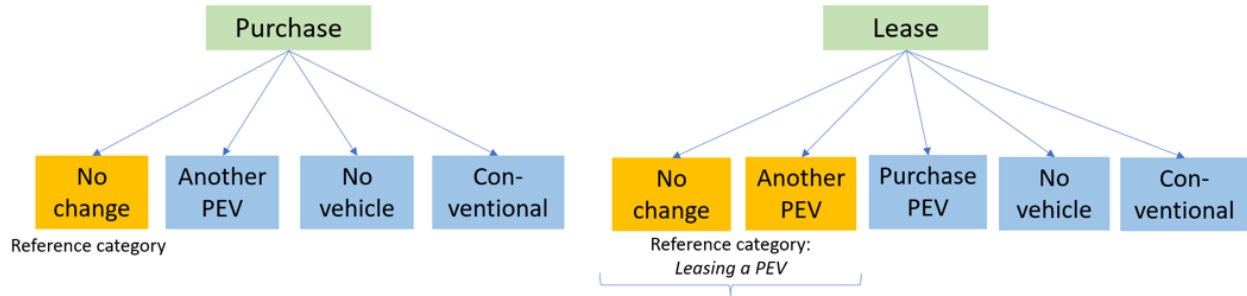 Purchase
Lease
No
change
Another
PEV
No
vehicle
Con-
ventional
No
change
Another
PEV
Purchase
PEV
No
vehicle
Con-
ventional
Reference category
Reference category:
Leasing a PEV